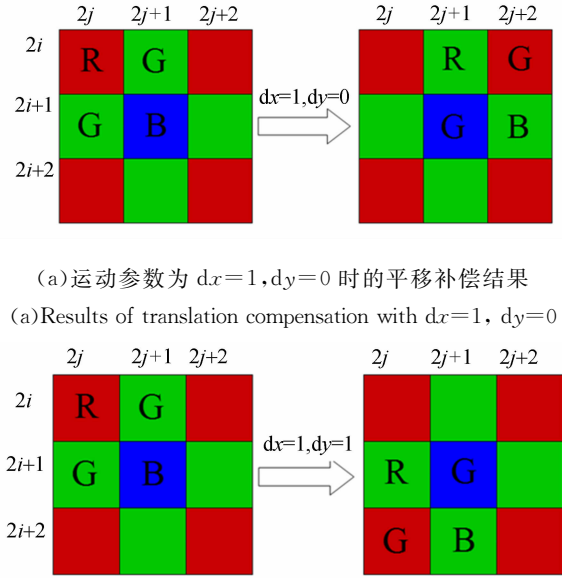 2j 2j+1 2j+2 2j 2j+1 2j+2
2i R G R G
dx=1,dy=0
2i+1 G B G B
2i+2
(a)运动参数为 dx=1,dy=0 时的平移补偿结果
(a)Results of translation compensation with dx=1, dy=0
2j 2j+1 2j+2 2j 2j+1 2j+2
2i R G
dx=1,dy=1
2i+1 G B R G
2i+2 G B